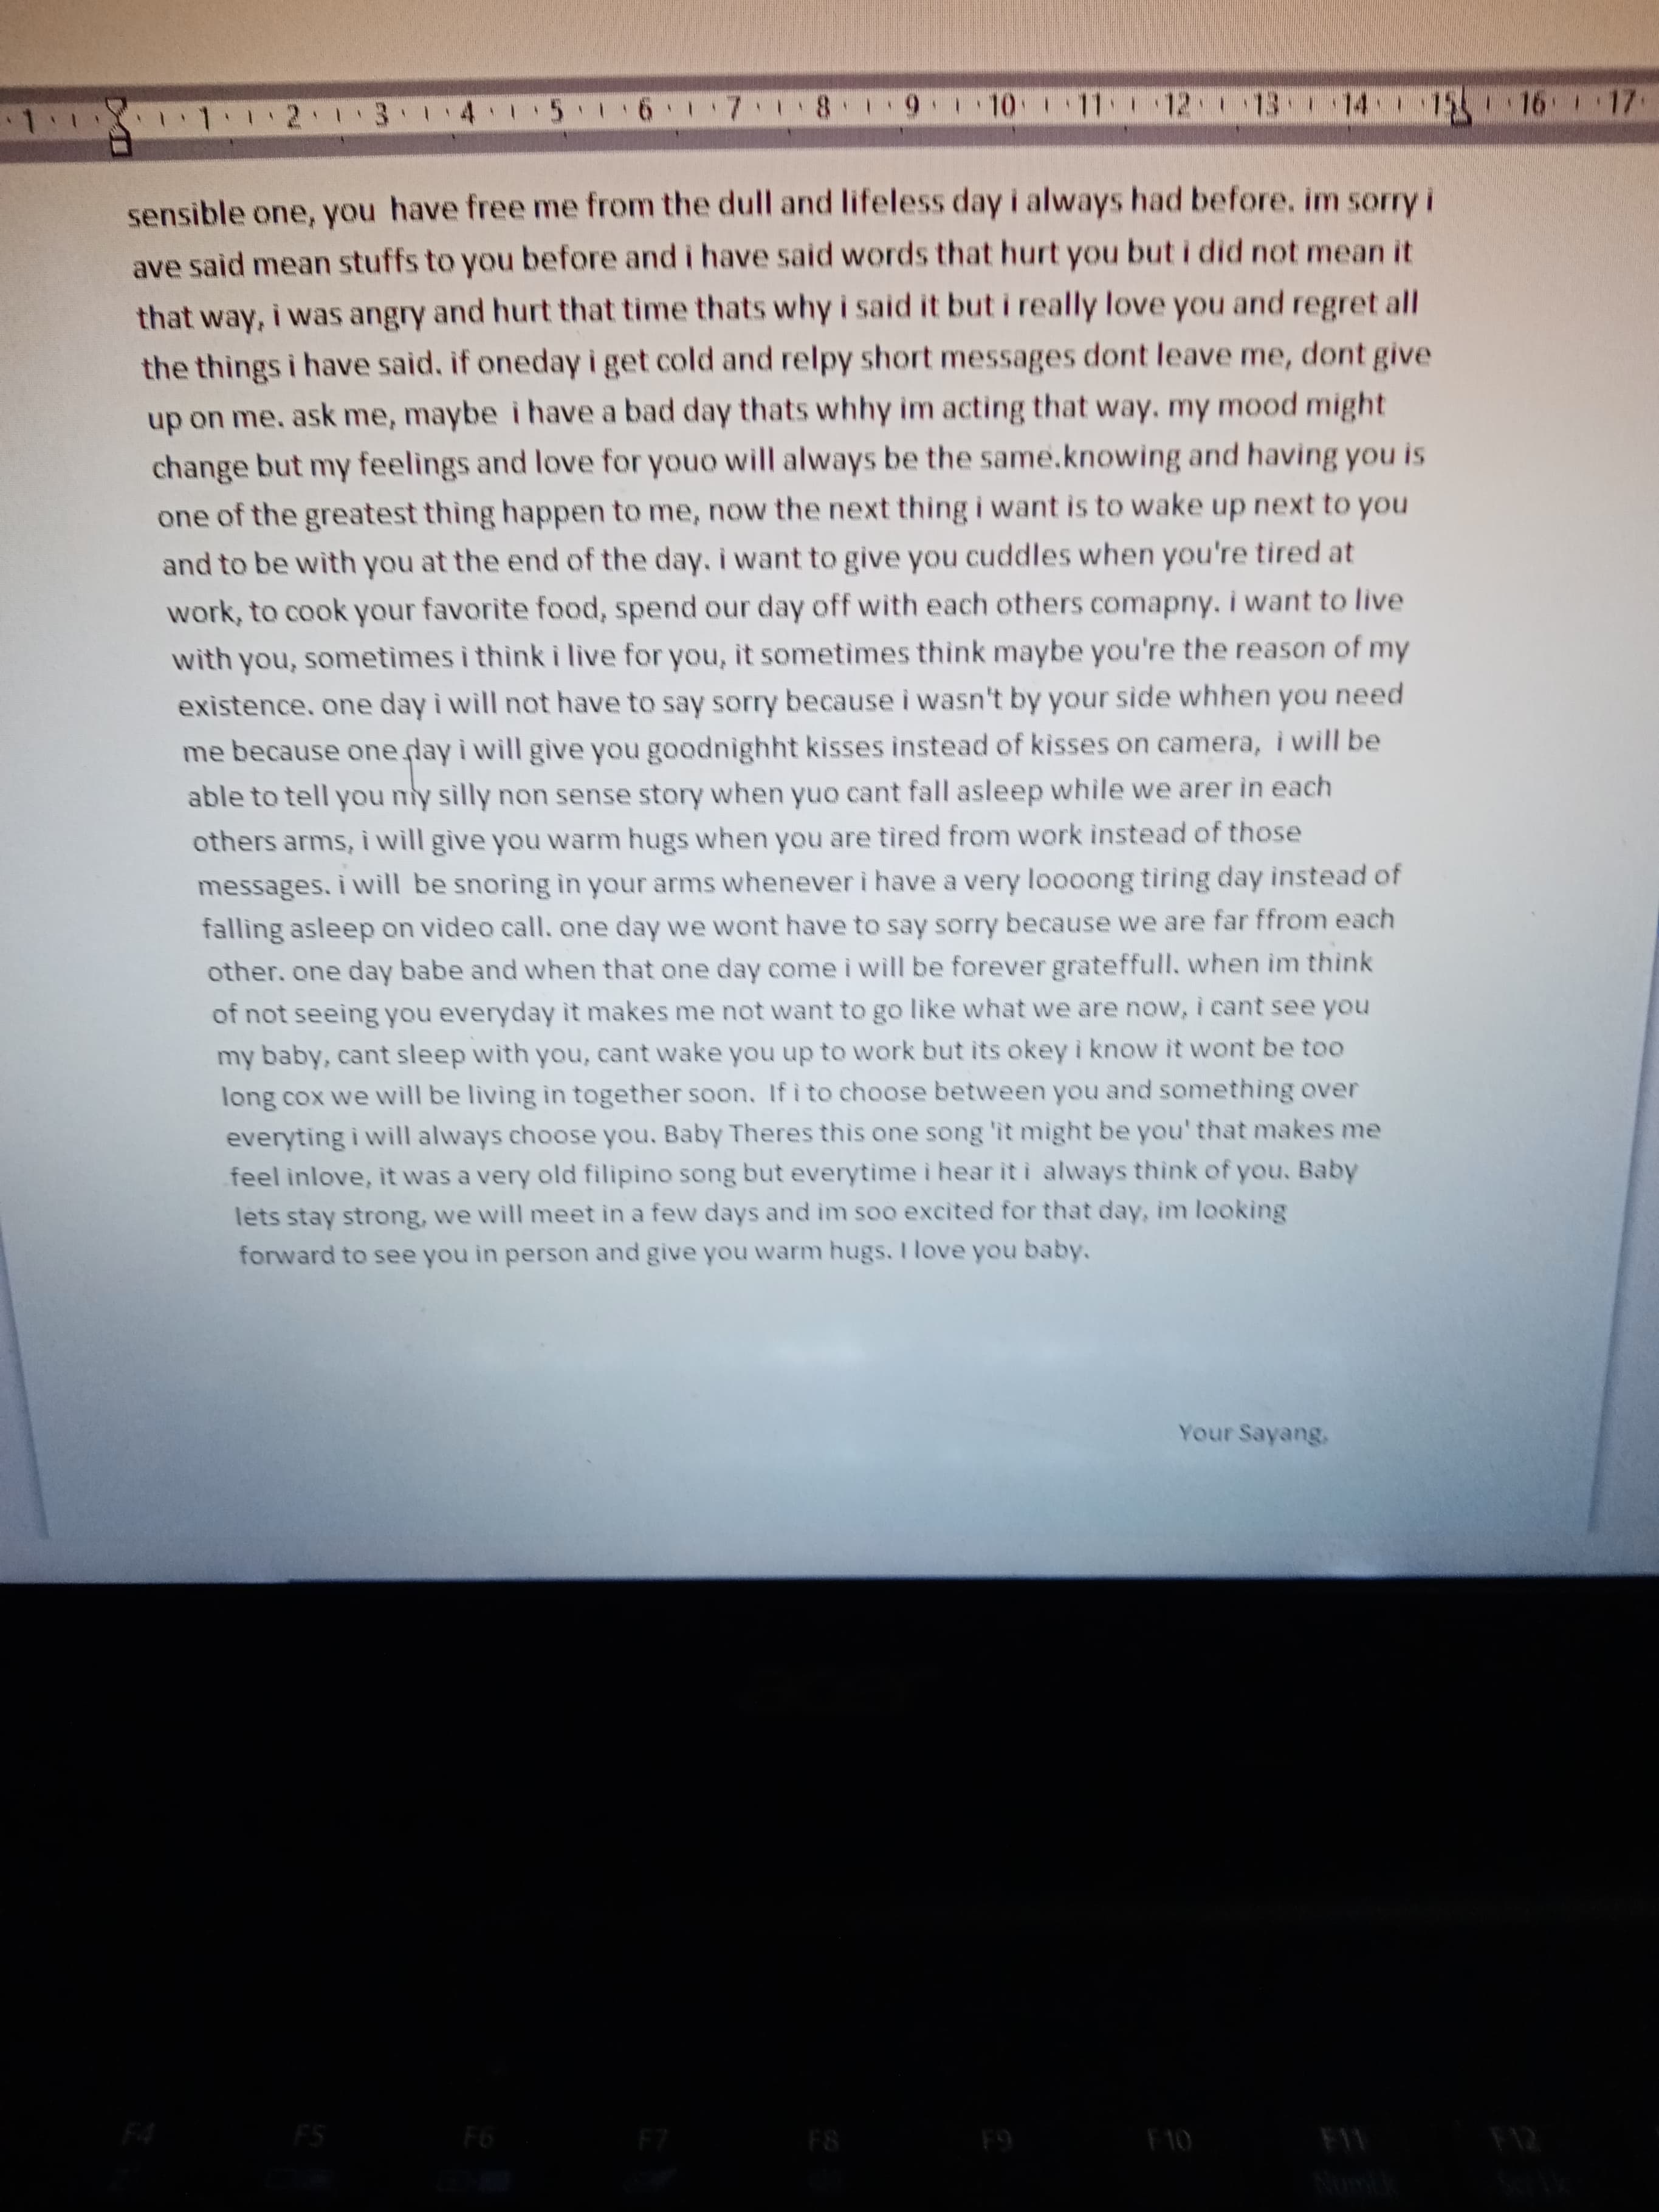 1 1 2 3 4 5 6 7 8 9 10 11 12 13 14 15 16 17
sensible one, you have free me from the dull and lifeless day i always had before. im sorry i
ave said mean stuffs to you before and i have said words that hurt you but i did not mean it
that way, i was angry and hurt that time thats why i said it but i really love you and regret all
the things i have said. if oneday i get cold and relpy short messages dont leave me, dont give
up on me. ask me, maybe i have a bad day thats whhy im acting that way. my mood might
change but my feelings and love for youo will always be the same.knowing and having you is
one of the greatest thing happen to me, now the next thing i want is to wake up next to you
and to be with you at the end of the day. i want to give you cuddles when you're tired at
work, to cook your favorite food, spend our day off with each others comapny. i want to live
with you, sometimes i think i live for you, it sometimes think maybe you're the reason of my
existence. one day i will not have to say sorry because i wasn't by your side whhen you need
me because one day i will give you goodnighht kisses instead of kisses on camera, i will be
able to tell you my silly non sense story when yuo cant fall asleep while we arer in each
others arms, i will give you warm hugs when you are tired from work instead of those
messages. i will be snoring in your arms whenever i have a very loooong tiring day instead of
falling asleep on video call. one day we wont have to say sorry because we are far ffrom each
other. one day babe and when that one day come i will be forever grateffull. when im think
of not seeing you everyday it makes me not want to go like what we are now, i cant see you
my baby, cant sleep with you, cant wake you up to work but its okey i know it wont be too
long cox we will be living in together soon. If i to choose between you and something over
everyting i will always choose you. Baby Theres this one song 'it might be you' that makes me
feel inlove, it was a very old filipino song but everytime i hear it i always think of you. Baby
lets stay strong, we will meet in a few days and im soo excited for that day, im looking
forward to see you in person and give you warm hugs. I love you baby.
Your Sayang,
F4 F5 F6 F7 F8 F9 F10 F11 F12